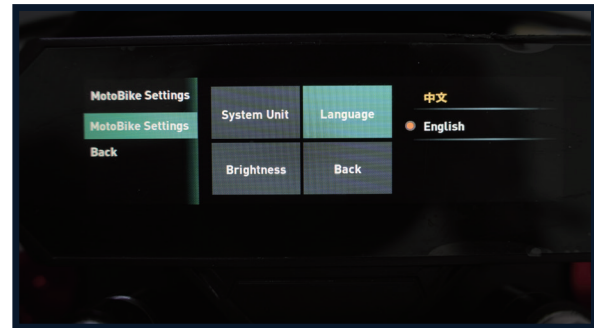 MotoBike Settings
MotoBike Settings
Back
System Unit
Language
Brightness
Back
中文
English